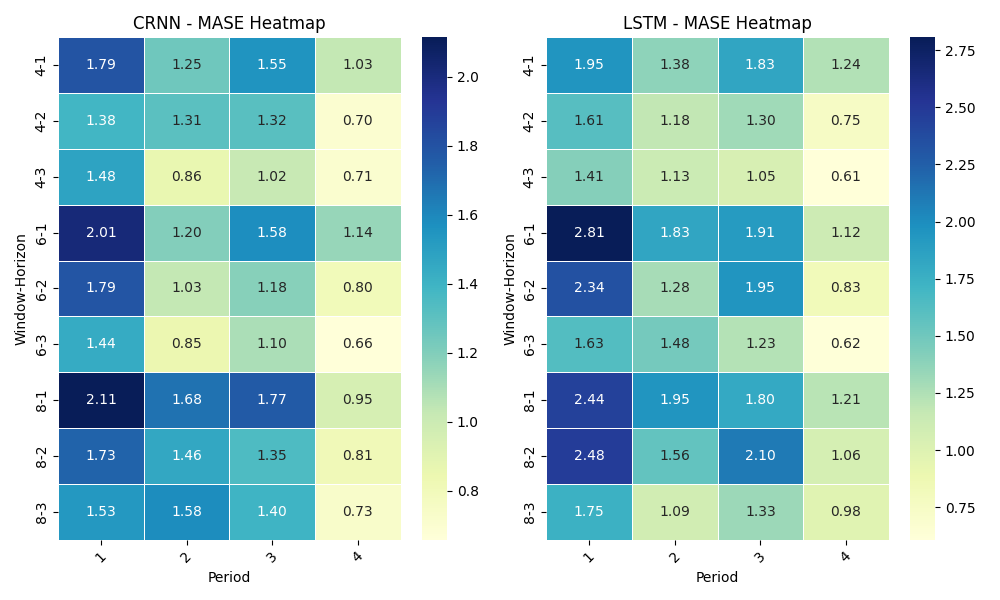 CRNN - MASE Heatmap
Window-Horizon
4-1 1.79 1.25 1.55 1.03
4-2 1.38 1.31 1.32 0.70
4-3 1.48 0.86 1.02 0.71
6-1 2.01 1.20 1.58 1.14
6-2 1.79 1.03 1.18 0.80
6-3 1.44 0.85 1.10 0.66
8-1 2.11 1.68 1.77 0.95
8-2 1.73 1.46 1.35 0.81
8-3 1.53 1.58 1.40 0.73
1 2 3 4
Period
2.0
1.8
1.6
1.4
1.2
1.0
0.8
LSTM - MASE Heatmap
Window-Horizon
4-1 1.95 1.38 1.83 1.24
4-2 1.61 1.18 1.30 0.75
4-3 1.41 1.13 1.05 0.61
6-1 2.81 1.83 1.91 1.12
6-2 2.34 1.28 1.95 0.83
6-3 1.63 1.48 1.23 0.62
8-1 2.44 1.95 1.80 1.21
8-2 2.48 1.56 2.10 1.06
8-3 1.75 1.09 1.33 0.98
1 2 3 4
Period
2.75
2.50
2.25
2.00
1.75
1.50
1.25
1.00
0.75